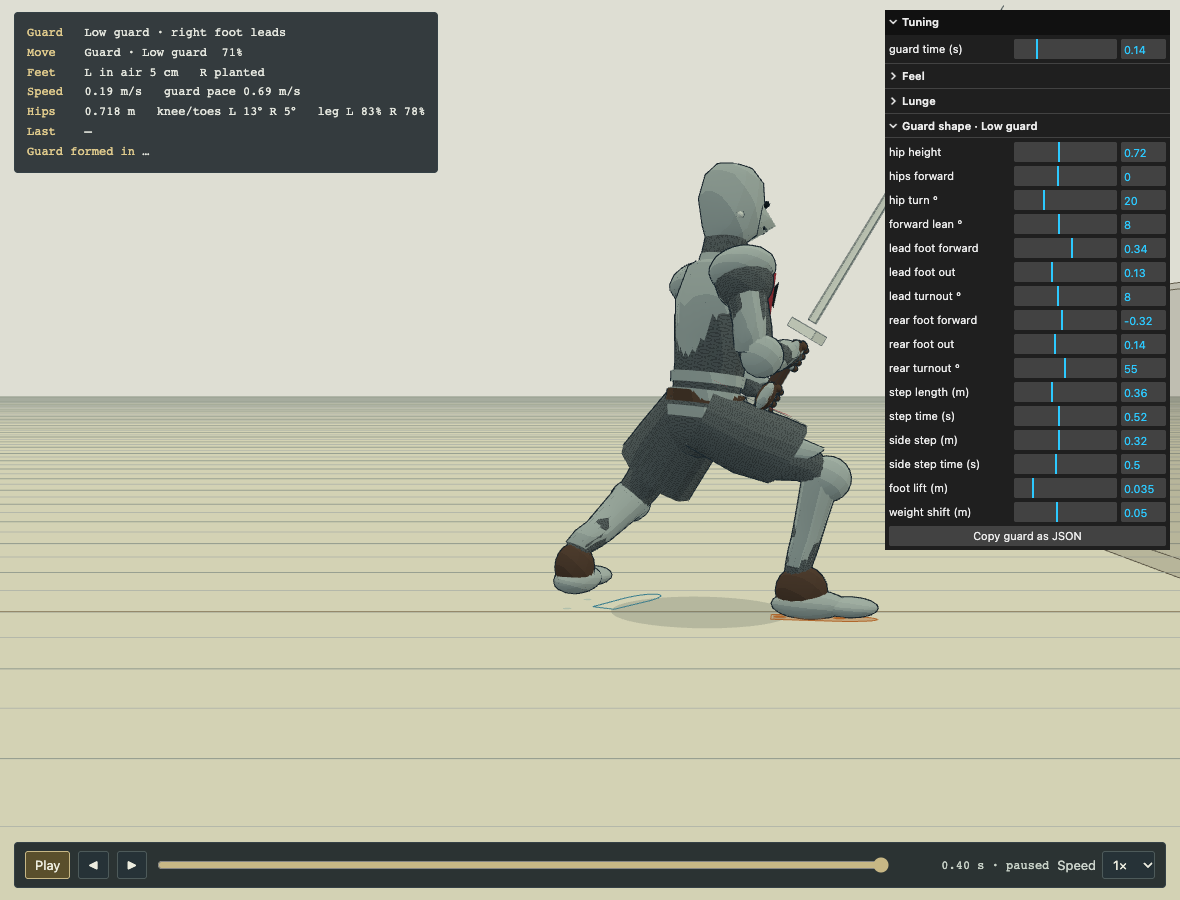 Guard Low guard · right foot leads
Move Guard · Low guard 71%
Feet L in air 5 cm R planted
Speed 0.19 m/s guard pace 0.69 m/s
Hips 0.718 m knee/toes L 13° R 5° leg L 83% R 78%
Last —
Guard formed in …
Tuning
guard time (s) 0.14
Feel
Lunge
Guard shape · Low guard
hip height 0.72
hips forward 0
hip turn ° 20
forward lean ° 8
lead foot forward 0.34
lead foot out 0.13
lead turnout ° 8
rear foot forward -0.32
rear foot out 0.14
rear turnout ° 55
step length (m) 0.36
step time (s) 0.52
side step (m) 0.32
side step time (s) 0.5
foot lift (m) 0.035
weight shift (m) 0.05
Copy guard as JSON
Play ◄ ► 0.40 s · paused Speed 1×